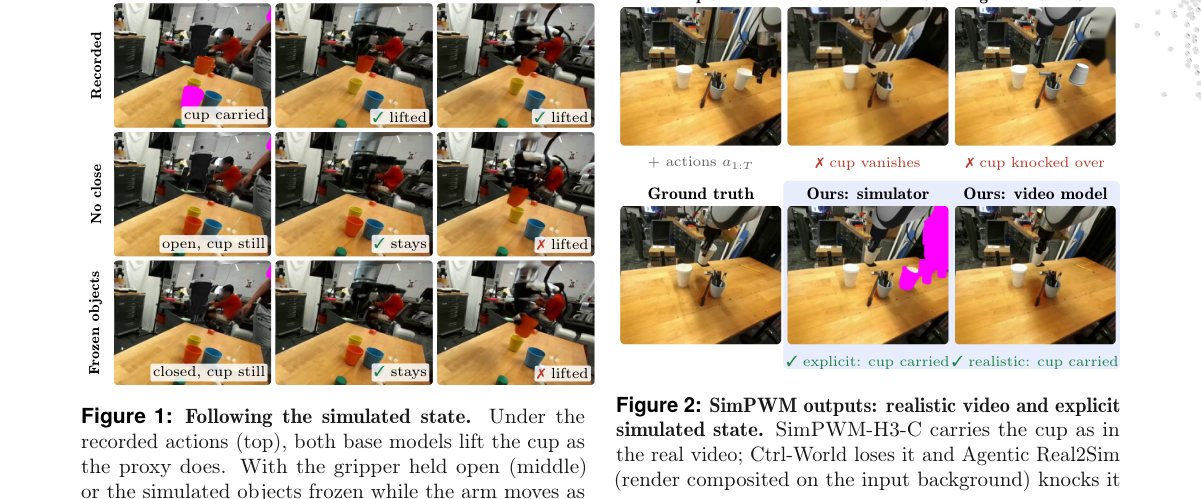 Recorded
cup carried
✓ lifted
✓ lifted
No close
open, cup still
✓ stays
✗ lifted
Frozen objects
closed, cup still
✓ stays
✗ lifted
Figure 1: Following the simulated state. Under the
recorded actions (top), both base models lift the cup as
the proxy does. With the gripper held open (middle)
or the simulated objects frozen while the arm moves as
+ actions a1:T
✗ cup vanishes
✗ cup knocked over
Ground truth
Ours: simulator
Ours: video model
✓ explicit: cup carried
✓ realistic: cup carried
Figure 2: SimPWM outputs: realistic video and explicit
simulated state. SimPWM-H3-C carries the cup as in
the real video; Ctrl-World loses it and Agentic Real2Sim
(render composited on the input background) knocks it